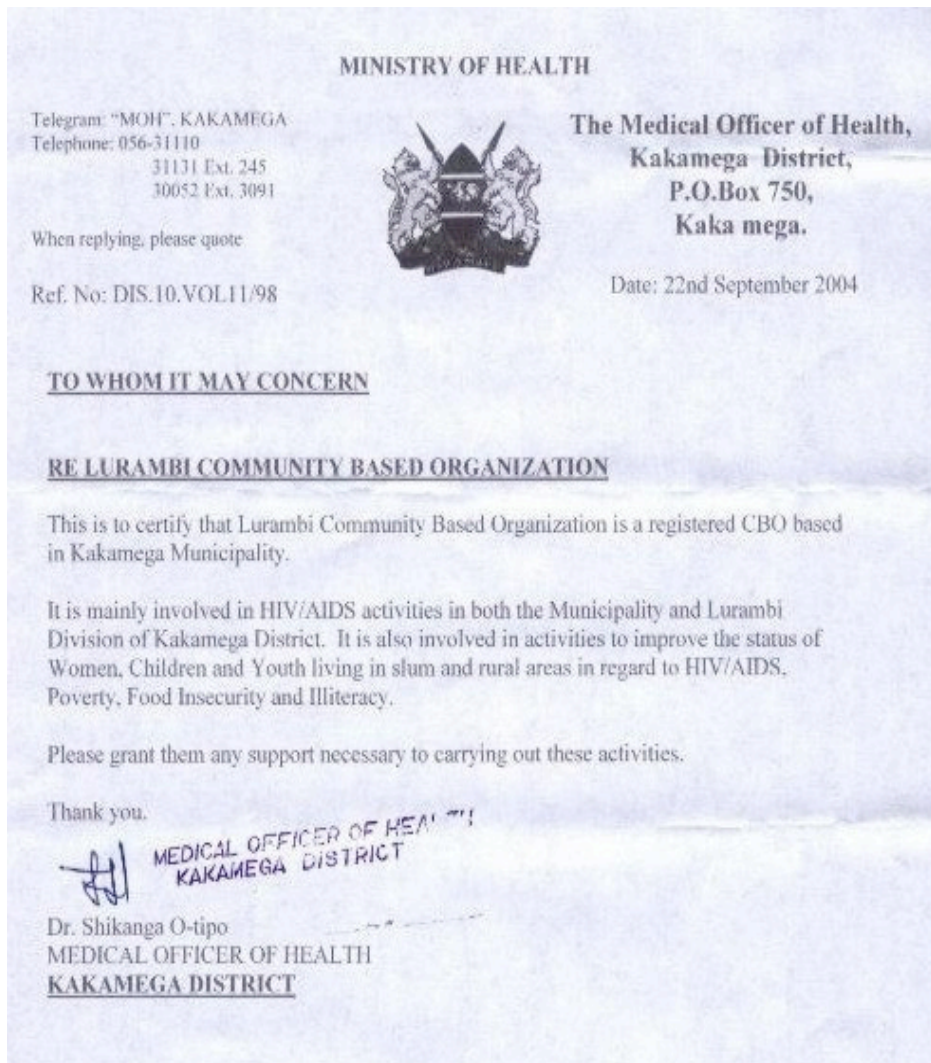 MINISTRY OF HEALTH
Telegram: "MOH", KAKAMEGA
Telephone: 056-31110
31131 Ext. 245
30052 Ext. 3091
When replying, please quote
Ref. No: DIS.10.VOL11/98
The Medical Officer of Health,
Kakamega District,
P.O.Box 750,
Kaka mega.
Date: 22nd September 2004
TO WHOM IT MAY CONCERN
RE LURAMBI COMMUNITY BASED ORGANIZATION
This is to certify that Lurambi Community Based Organization is a registered CBO based
in Kakamega Municipality.
It is mainly involved in HIV/AIDS activities in both the Municipality and Lurambi
Division of Kakamega District. It is also involved in activities to improve the status of
Women, Children and Youth living in slum and rural areas in regard to HIV/AIDS,
Poverty, Food Insecurity and Illiteracy.
Please grant them any support necessary to carrying out these activities.
Thank you.
MEDICAL OFFICER OF HEALTH
KAKAMEGA DISTRICT
Dr. Shikanga O-tipo
MEDICAL OFFICER OF HEALTH
KAKAMEGA DISTRICT